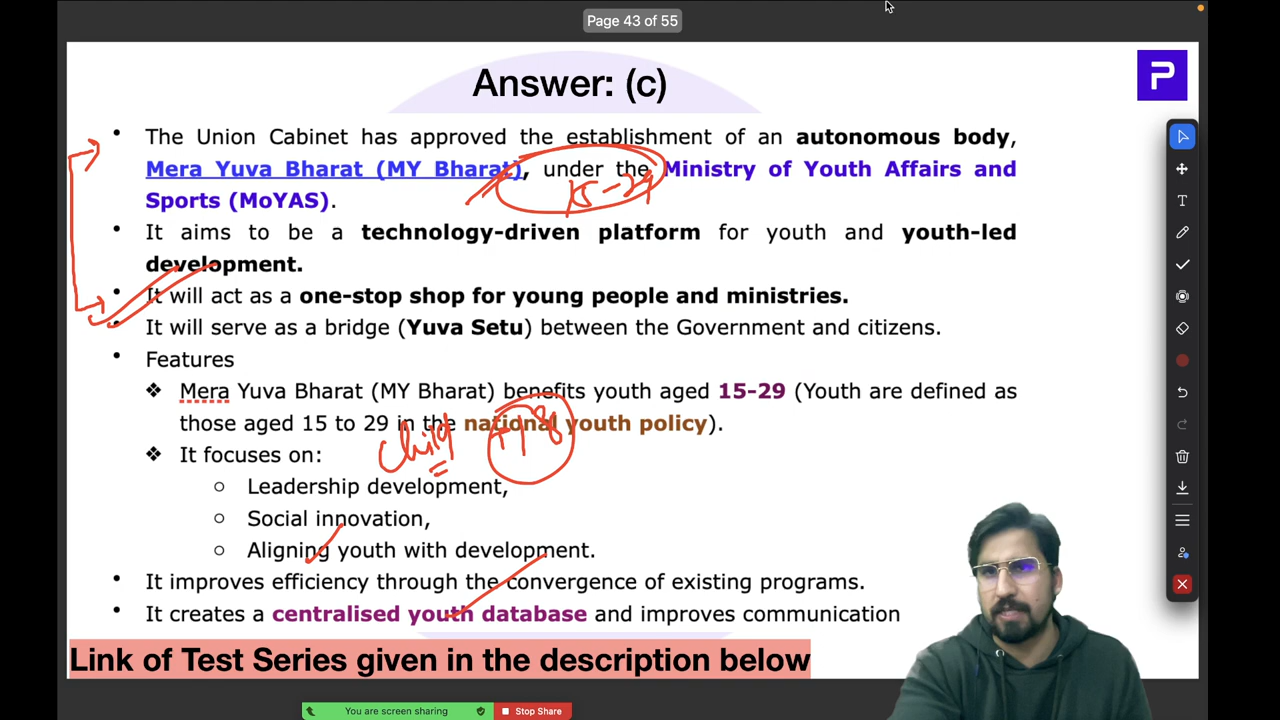 Page 43 of 55
Answer: (c)
P
• The Union Cabinet has approved the establishment of an autonomous body,
Mera Yuva Bharat (MY Bharat), under the Ministry of Youth Affairs and
15-29
Sports (MoYAS).
• It aims to be a technology-driven platform for youth and youth-led
development.
• It will act as a one-stop shop for young people and ministries.
• It will serve as a bridge (Yuva Setu) between the Government and citizens.
• Features
❖ Mera Yuva Bharat (MY Bharat) benefits youth aged 15-29 (Youth are defined as
those aged 15 to 29 in the national youth policy).
child
❖ It focuses on:
○ Leadership development,
○ Social innovation,
○ Aligning youth with development.
• It improves efficiency through the convergence of existing programs.
• It creates a centralised youth database and improves communication
Link of Test Series given in the description below
You are screen sharing
Stop Share